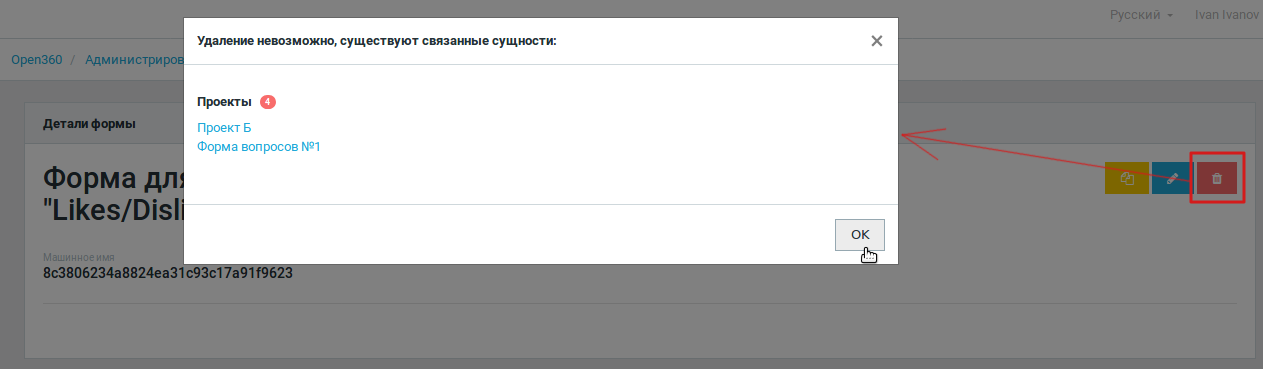 Русский
Ivan Ivanov
Удаление невозможно, существуют связанные сущности:
×
Open360 / Администриров
Проекты 4
Проект Б
Форма вопросов №1
Детали формы
Форма для
"Likes/Disli
OK
Машинное имя
8c3806234a8824ea31c93c17a91f9623